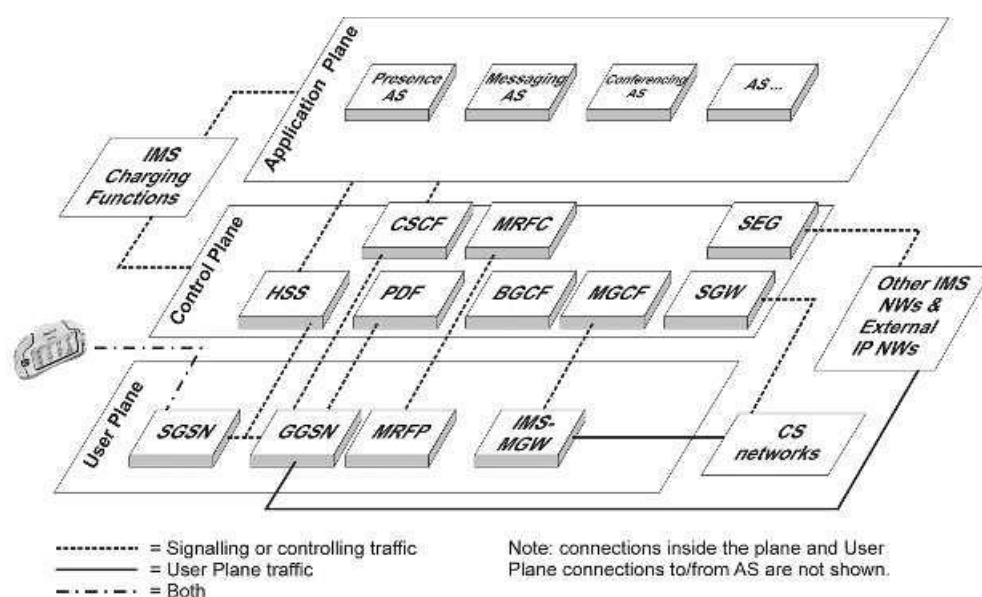 Application Plane
Presence
AS
Messaging
AS
Conferencing
AS
AS ...
IMS
Charging
Functions
Control Plane
CSCF
MRFC
SEG
HSS
PDF
BGCF
MGCF
SGW
Other IMS
NWs &
External
IP NWs
User Plane
SGSN
GGSN
MRFP
IMS-
MGW
CS
networks
= Signalling or controlling traffic
= User Plane traffic
= Both
Note: connections inside the plane and User
Plane connections to/from AS are not shown.